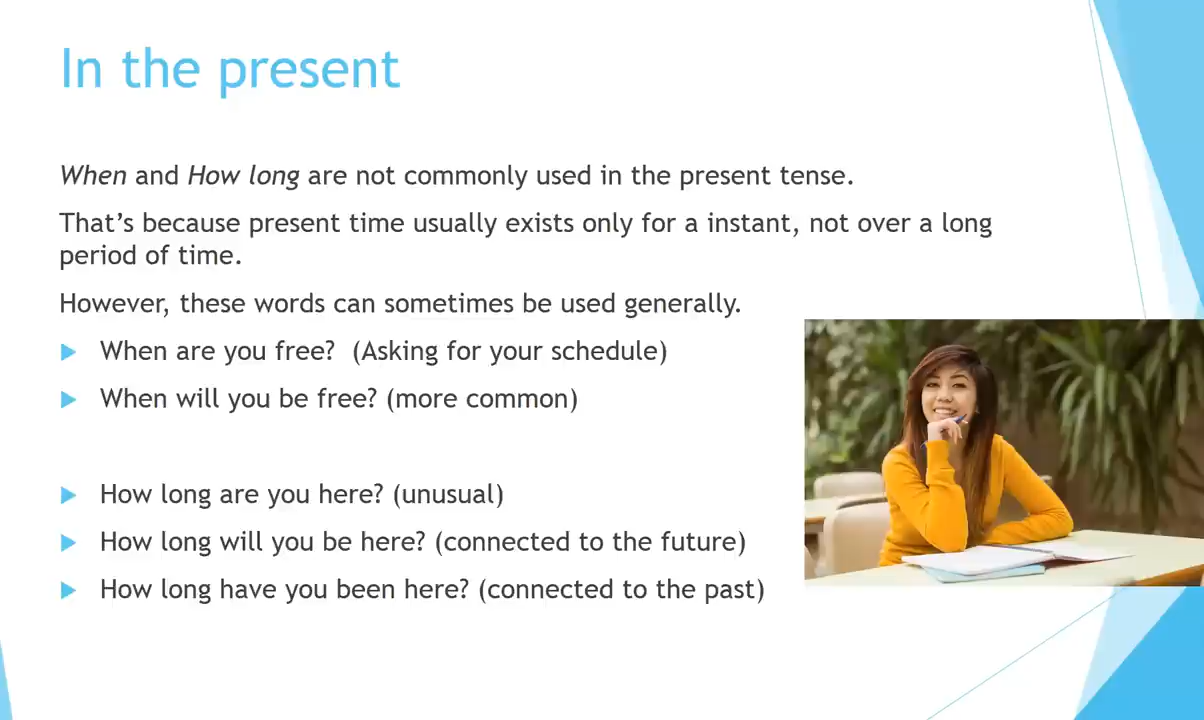 In the present
When and How long are not commonly used in the present tense.
That’s because present time usually exists only for a instant, not over a long
period of time.
However, these words can sometimes be used generally.
When are you free? (Asking for your schedule)
When will you be free? (more common)
How long are you here? (unusual)
How long will you be here? (connected to the future)
How long have you been here? (connected to the past)